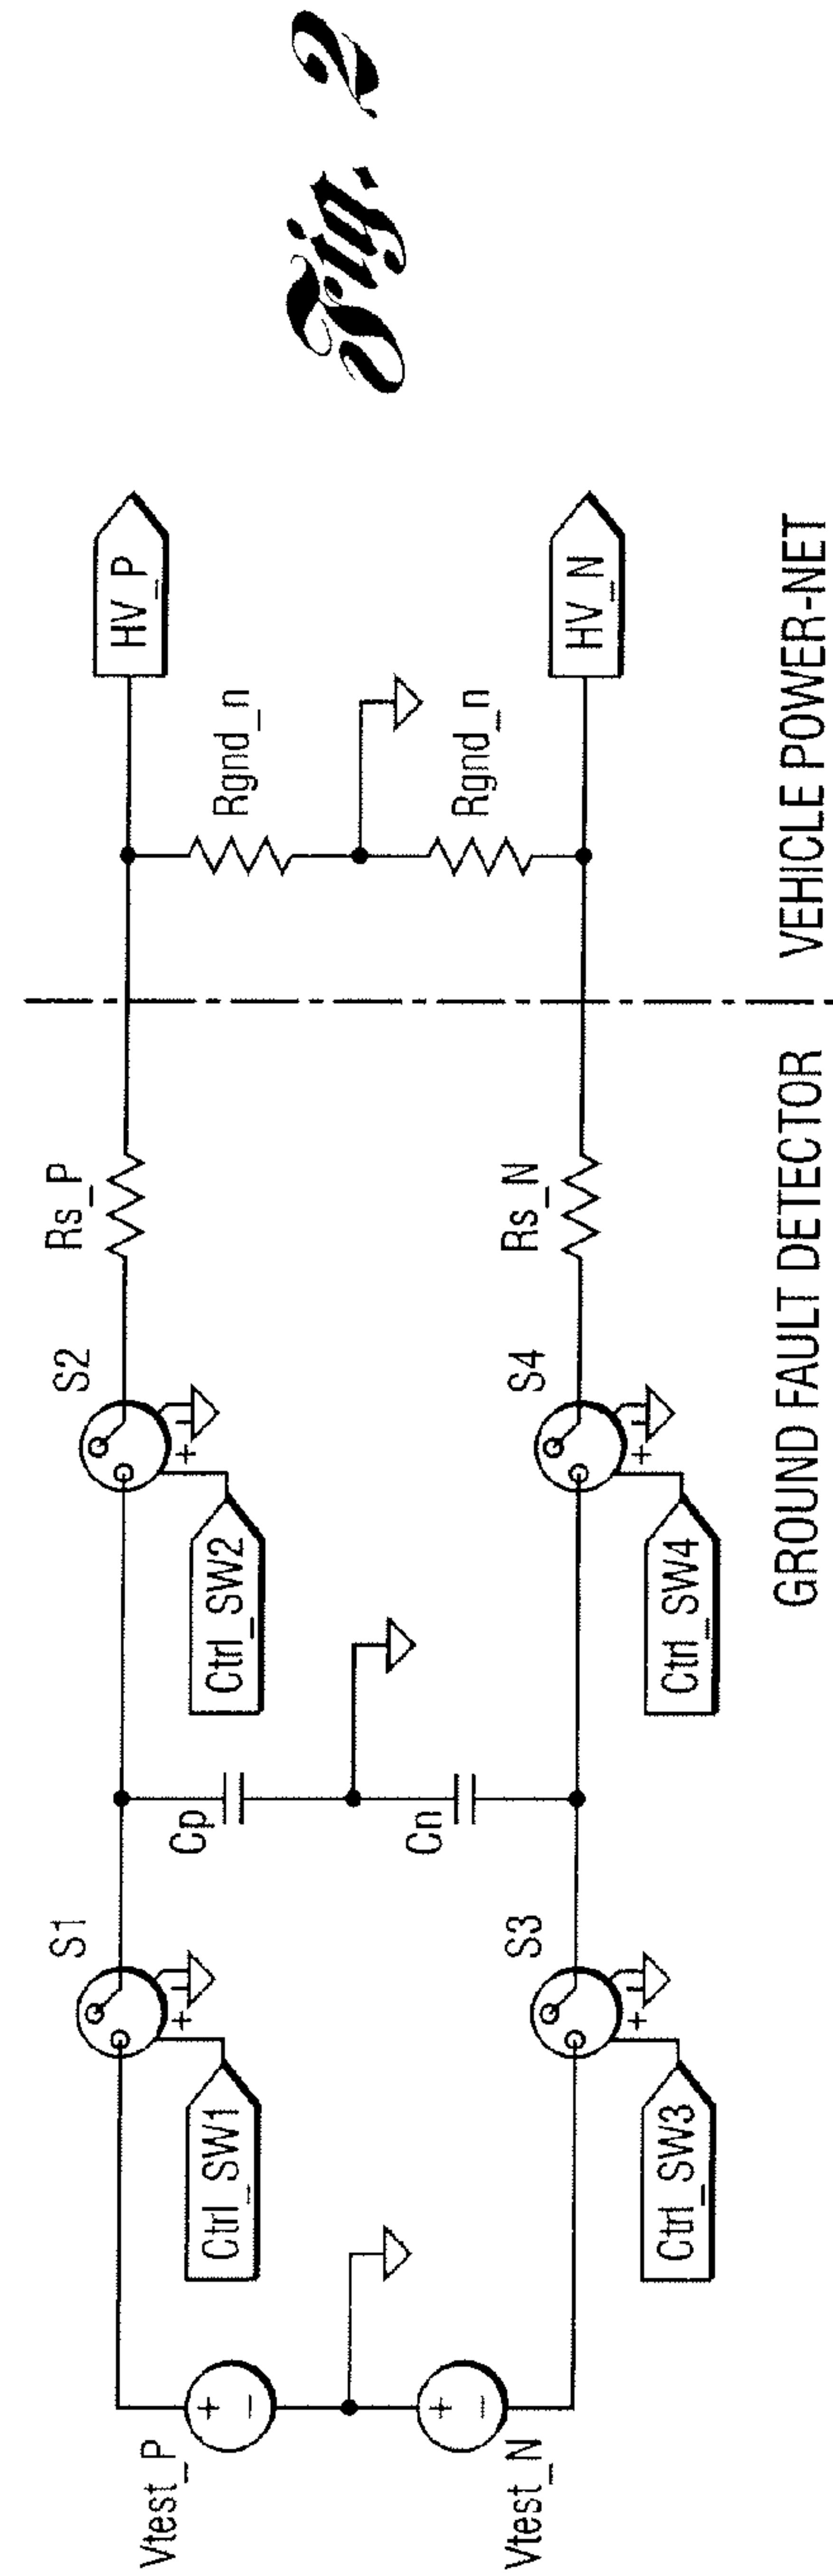 Fig. 2
Vtest_P
Vtest_N
+
-
+
-
S1
+
Ctrl_SW1
S3
+
Ctrl_SW3
Cp
Cn
S2
+
Ctrl_SW2
S4
+
Ctrl_SW4
Rs_P
Rs_N
Rgnd_n
Rgnd_n
HV_P
HV_N
GROUND FAULT DETECTOR
VEHICLE POWER-NET